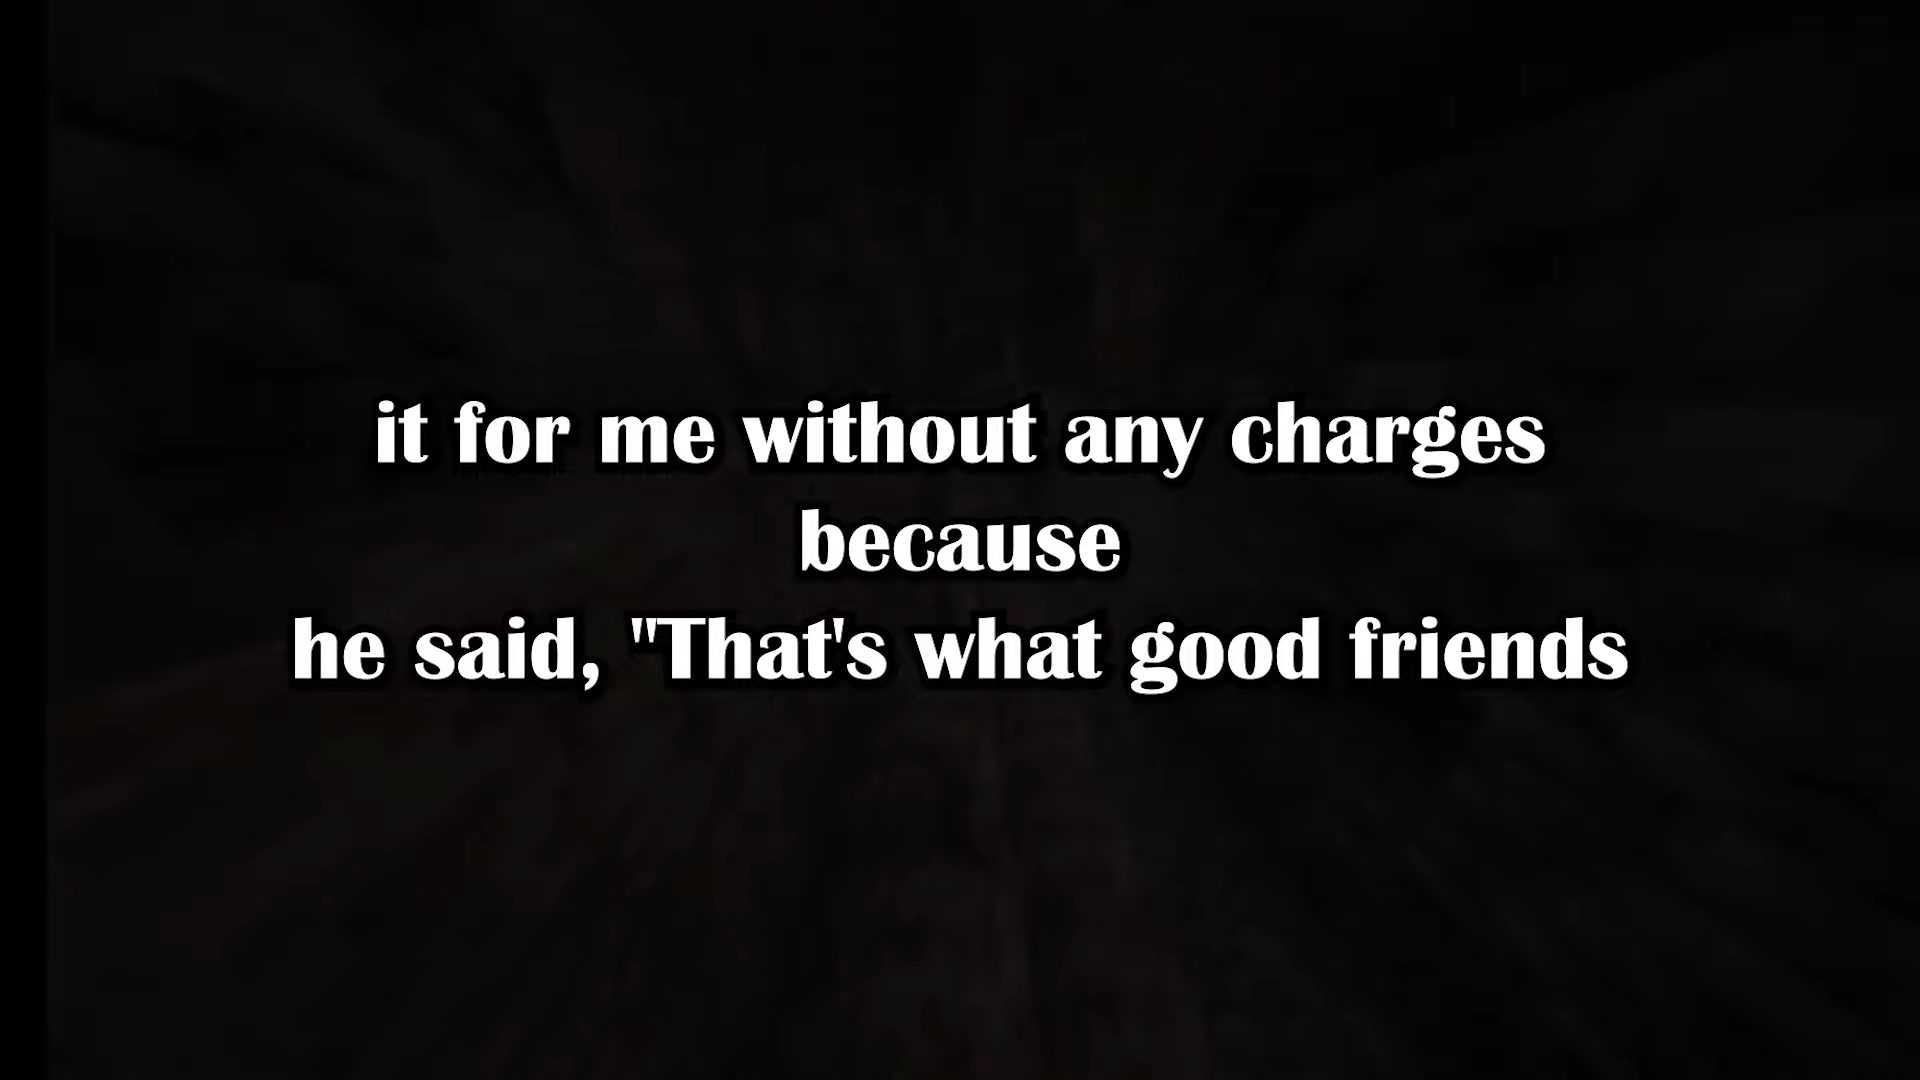 it for me without any charges
because
he said, "That's what good friends